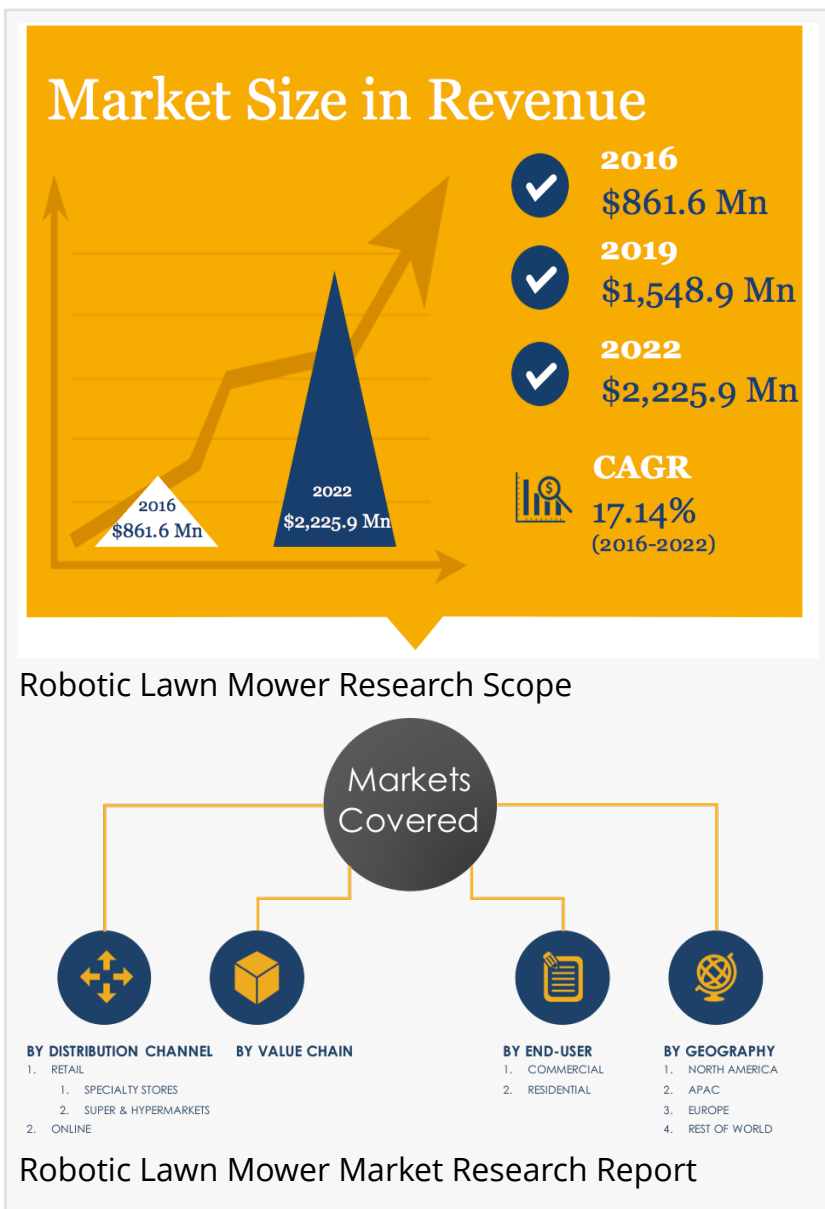 Market Size in Revenue
2016
$861.6 Mn
2019
$1,548.9 Mn
2022
$2,225.9 Mn
CAGR
17.14%
(2016-2022)
2016
$861.6 Mn
2022
$2,225.9 Mn
Robotic Lawn Mower Research Scope
Markets
Covered
BY DISTRIBUTION CHANNEL
1. RETAIL
1. SPECIALTY STORES
2. SUPER & HYPERMARKETS
2. ONLINE
BY VALUE CHAIN
BY END-USER
1. COMMERCIAL
2. RESIDENTIAL
BY GEOGRAPHY
1. NORTH AMERICA
2. APAC
3. EUROPE
4. REST OF WORLD
Robotic Lawn Mower Market Research Report